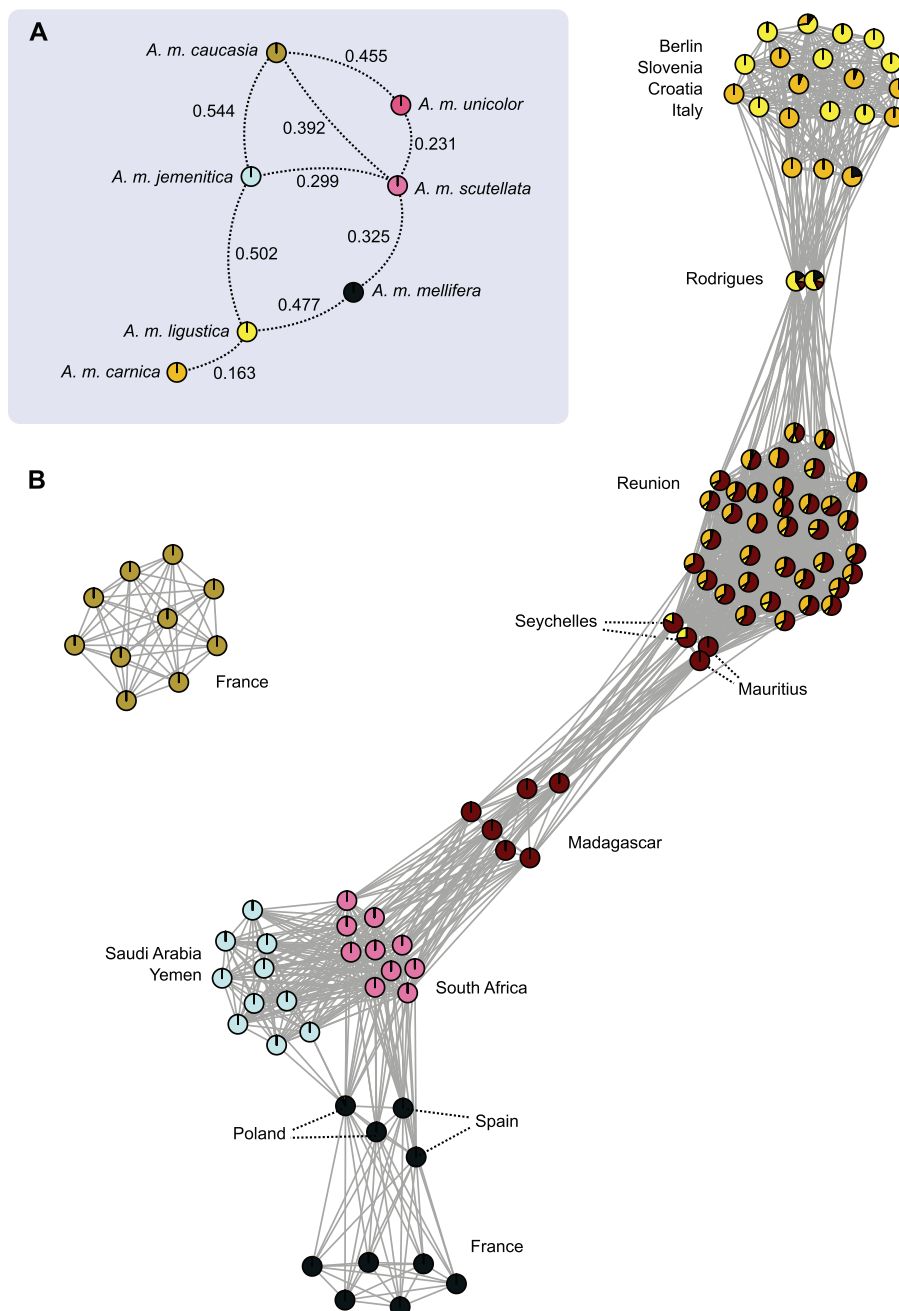 A
A. m. caucasia
0.455
A. m. unicolor
0.544
0.392
0.231
A. m. jemenitica
0.299
A. m. scutellata
0.325
0.502
A. m. mellifera
0.477
A. m. ligustica
A. m. carnica
0.163
Berlin
Slovenia
Croatia
Italy
Rodrigues
B
Reunion
Seychelles
France
Mauritius
Madagascar
Saudi Arabia
Yemen
South Africa
Poland
Spain
France